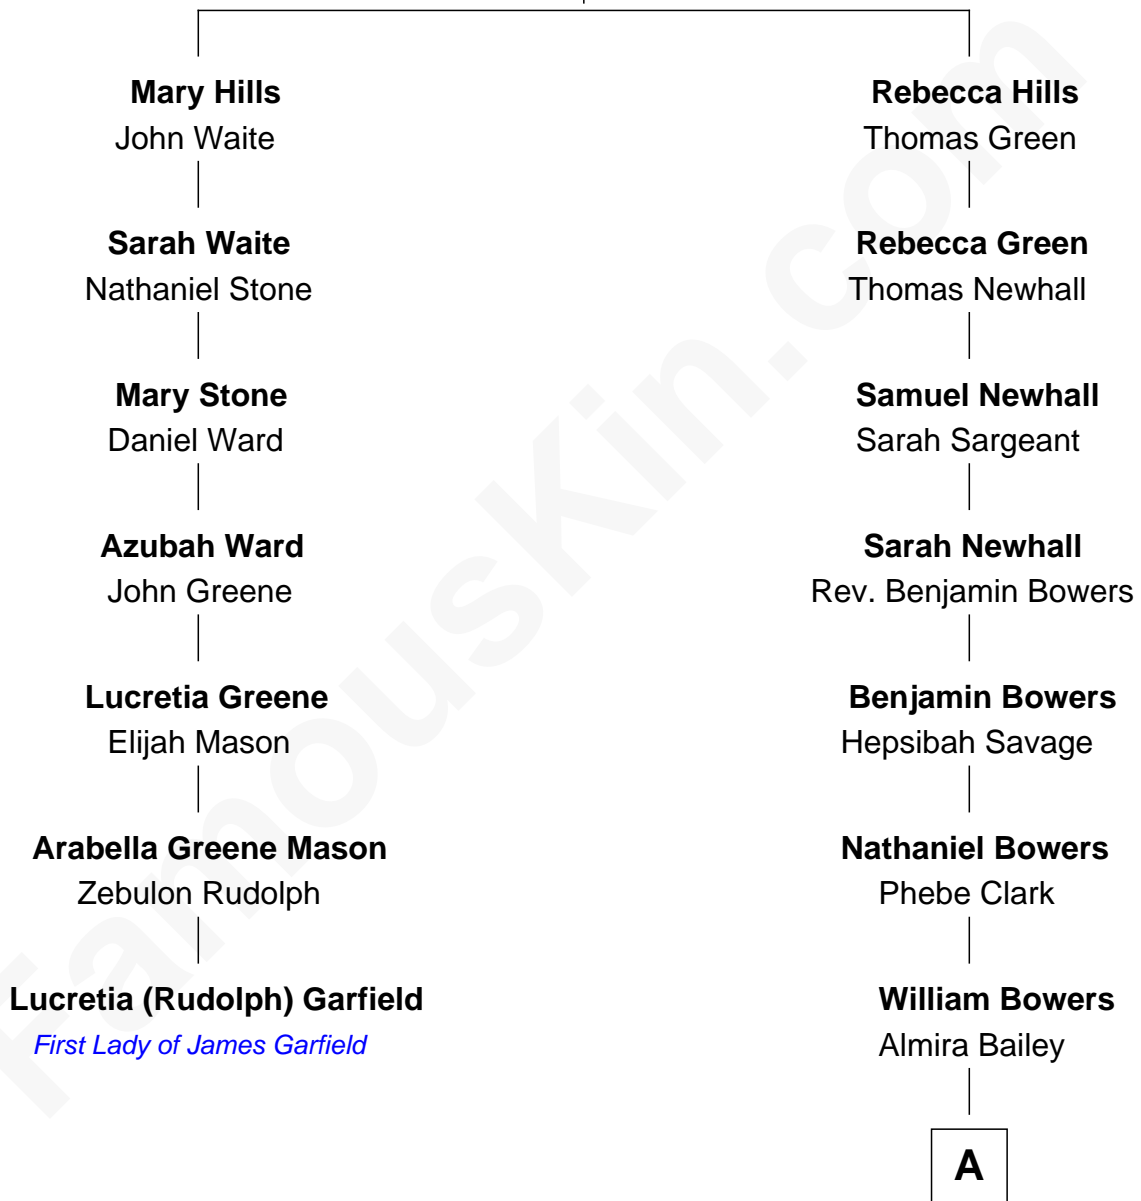 Mary Hills
John Waite
Sarah Waite
Nathaniel Stone
Mary Stone
Daniel Ward
Azubah Ward
John Greene
Lucretia Greene
Elijah Mason
Arabella Greene Mason
Zebulon Rudolph
Lucretia (Rudolph) Garfield
First Lady of James Garfield
Rebecca Hills
Thomas Green
Rebecca Green
Thomas Newhall
Samuel Newhall
Sarah Sargeant
Sarah Newhall
Rev. Benjamin Bowers
Benjamin Bowers
Hepsibah Savage
Nathaniel Bowers
Phebe Clark
William Bowers
Almira Bailey
A
FamousKin.com